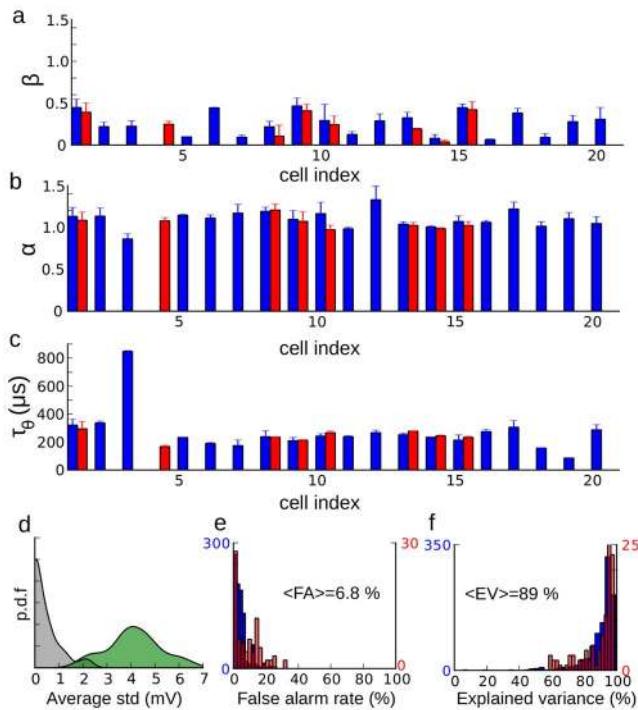 a
1.5
1.0
0.5
0
β
5 10 15 20
cell index
b
1.5
1.0
0.5
0
α
5 10 15 20
cell index
c
800
600
400
200
0
τθ (μs)
5 10 15 20
cell index
d
p.d.f
0 1 2 3 4 5 6 7
Average std (mV)
e
300
0
30
0
<FA>=6.8 %
0 20 40 60 80 100
False alarm rate (%)
f
350
0
25
0
<EV>=89 %
0 20 40 60 80 100
Explained variance (%)